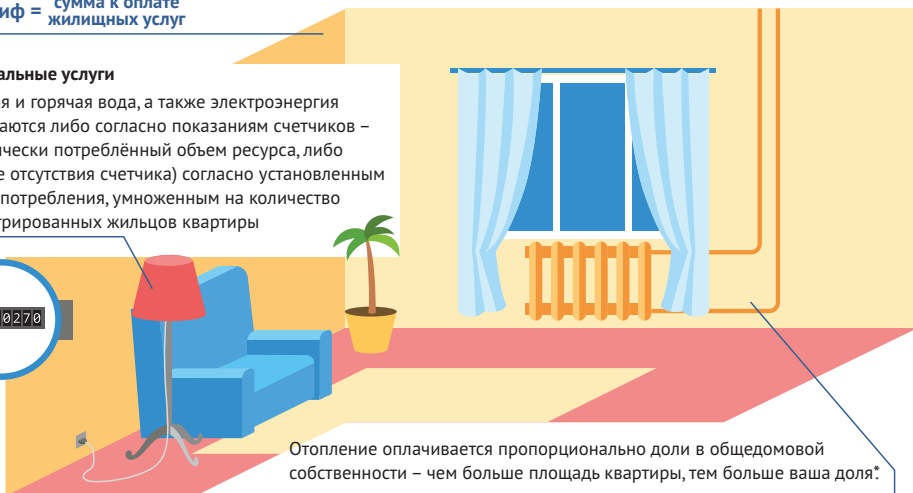 иф = сумма к оплате
жилищных услуг
альные услуги
я и горячая вода, а также электроэнергия
аются либо согласно показаниям счетчиков –
чески потреблённый объем ресурса, либо
е отсутствия счетчика) согласно установленным
потребления, умноженным на количество
трированных жильцов квартиры
0270
Отопление оплачивается пропорционально доли в общедомовой
собственности – чем больше площадь квартиры, тем больше ваша доля*.